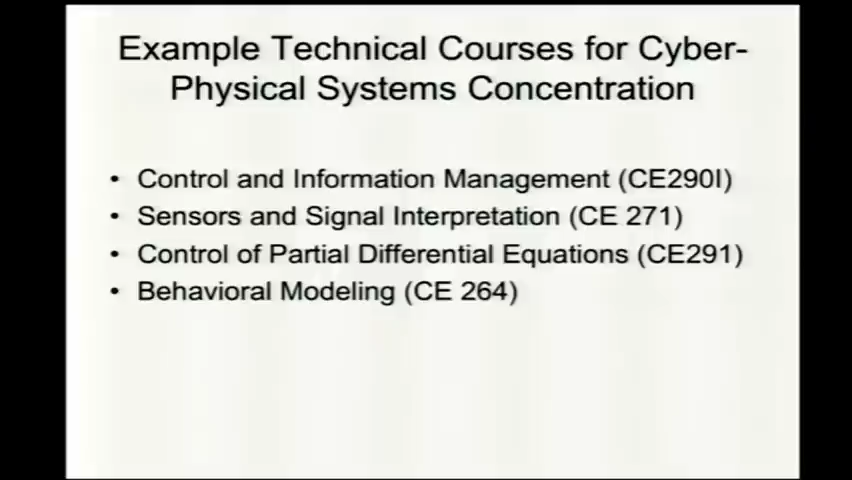 Example Technical Courses for Cyber-
Physical Systems Concentration
• Control and Information Management (CE290I)
• Sensors and Signal Interpretation (CE 271)
• Control of Partial Differential Equations (CE291)
• Behavioral Modeling (CE 264)